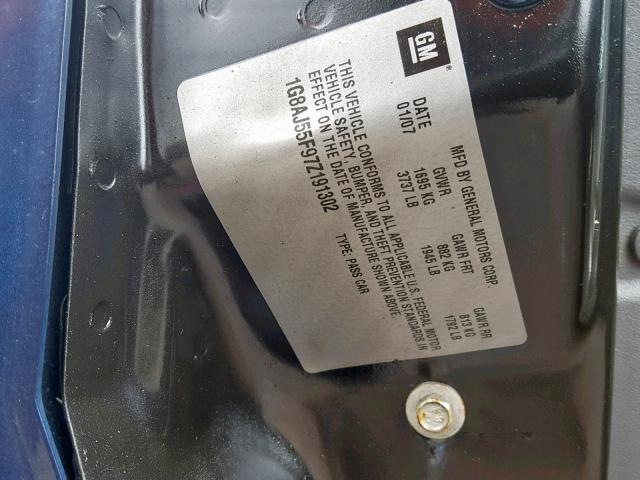 GM
MFD BY GENERAL MOTORS CORP.
DATE GVWR GAWR FRT GAWR RR
01/07 1695 KG 882 KG 813 KG
3737 LB 1945 LB 1792 LB
THIS VEHICLE CONFORMS TO ALL APPLICABLE U.S. FEDERAL MOTOR
VEHICLE SAFETY, BUMPER, AND THEFT PREVENTION STANDARDS IN
EFFECT ON THE DATE OF MANUFACTURE SHOWN ABOVE.
1G8AJ55F97Z191302 TYPE: PASS CAR